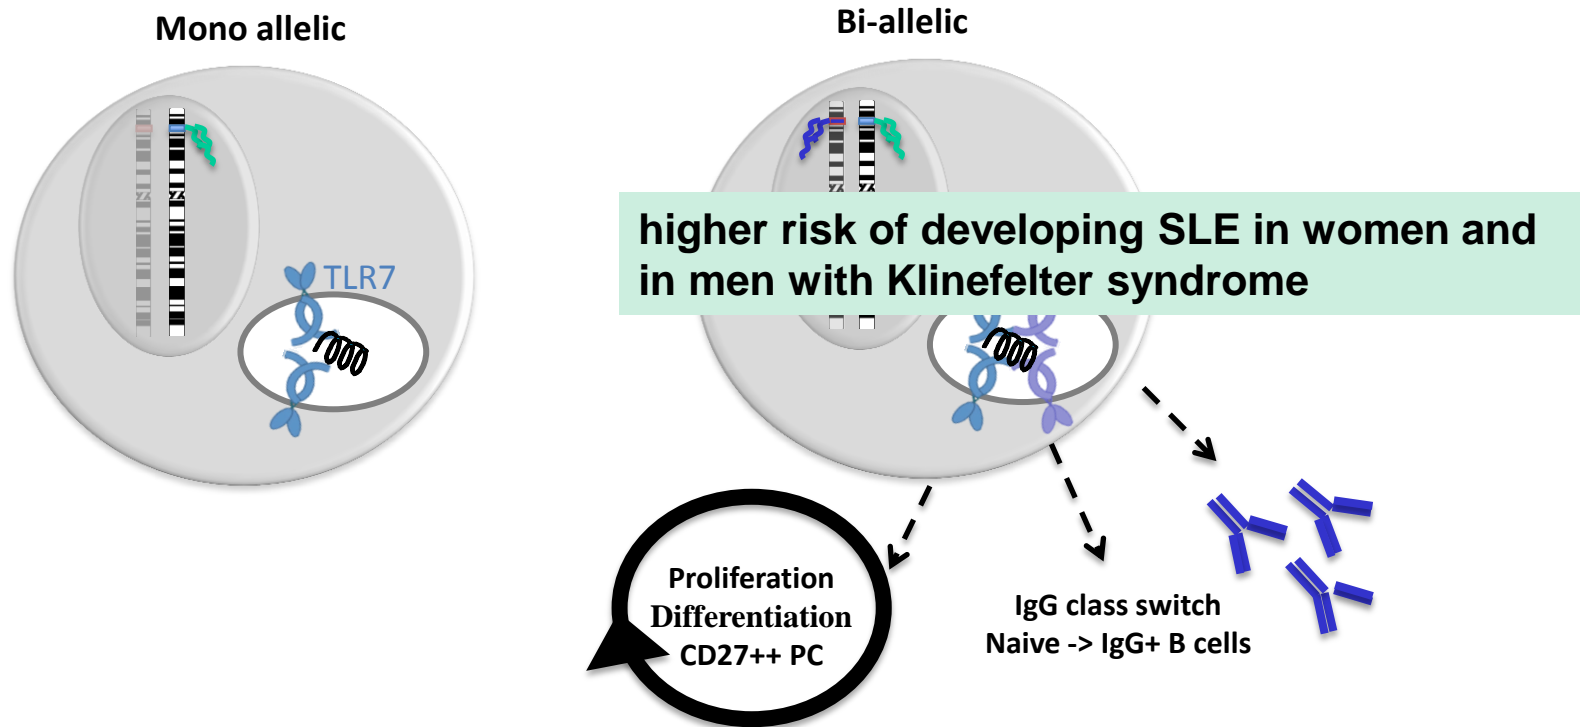 Mono allelic
Bi-allelic
TLR7
higher risk of developing SLE in women and
in men with Klinefelter syndrome
Proliferation
Differentiation
CD27++ PC
IgG class switch
Naive -> IgG+ B cells